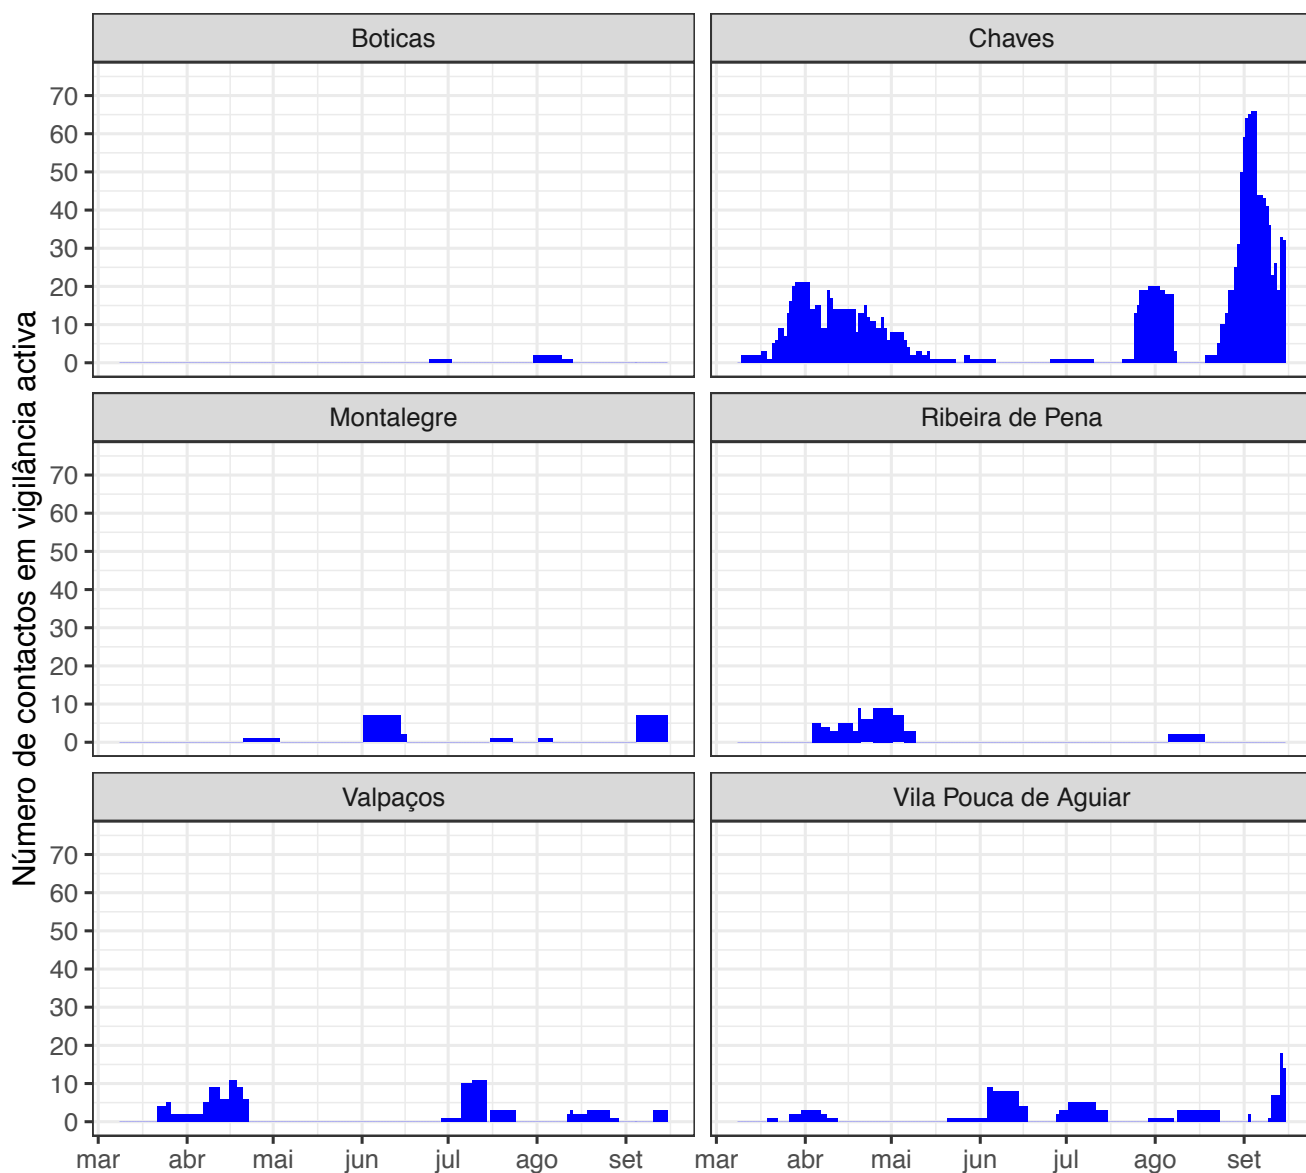 Número de contactos em vigilância activa
Boticas
Chaves
70
60
50
40
30
20
10
0
Montalegre
Ribeira de Pena
70
60
50
40
30
20
10
0
Valpaços
Vila Pouca de Aguiar
70
60
50
40
30
20
10
0
mar abr mai jun jul ago set
mar abr mai jun jul ago set